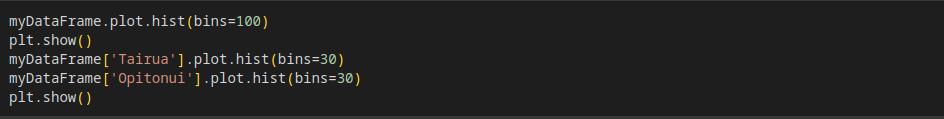 myDataFrame.plot.hist(bins=100)
plt.show()
myDataFrame['Tairua'].plot.hist(bins=30)
myDataFrame['Opitonui'].plot.hist(bins=30)
plt.show()